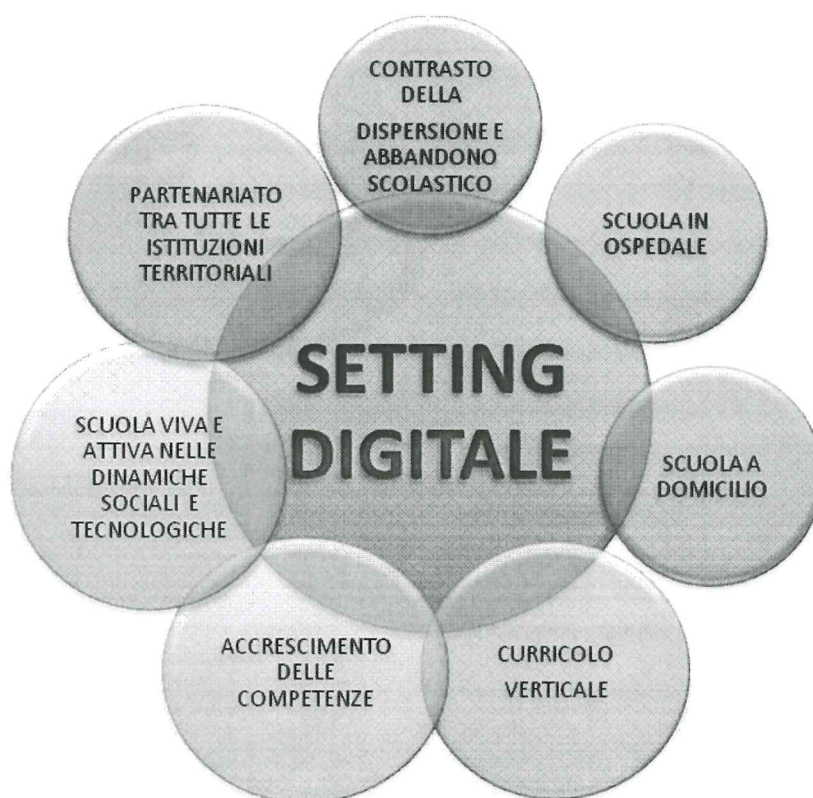 CONTRASTO
DELLA
DISPERSIONE E
ABBANDONO
SCOLASTICO
SCUOLA IN
OSPEDALE
SCUOLA A
DOMICILIO
CURRICOLO
VERTICALE
ACCRESCIMENTO
DELLE
COMPETENZE
SCUOLA VIVA E
ATTIVA NELLE
DINAMICHE
SOCIALI E
TECNOLOGICHE
PARTENARIATO
TRA TUTTE LE
ISTITUZIONI
TERRITORIALI
SETTING
DIGITALE